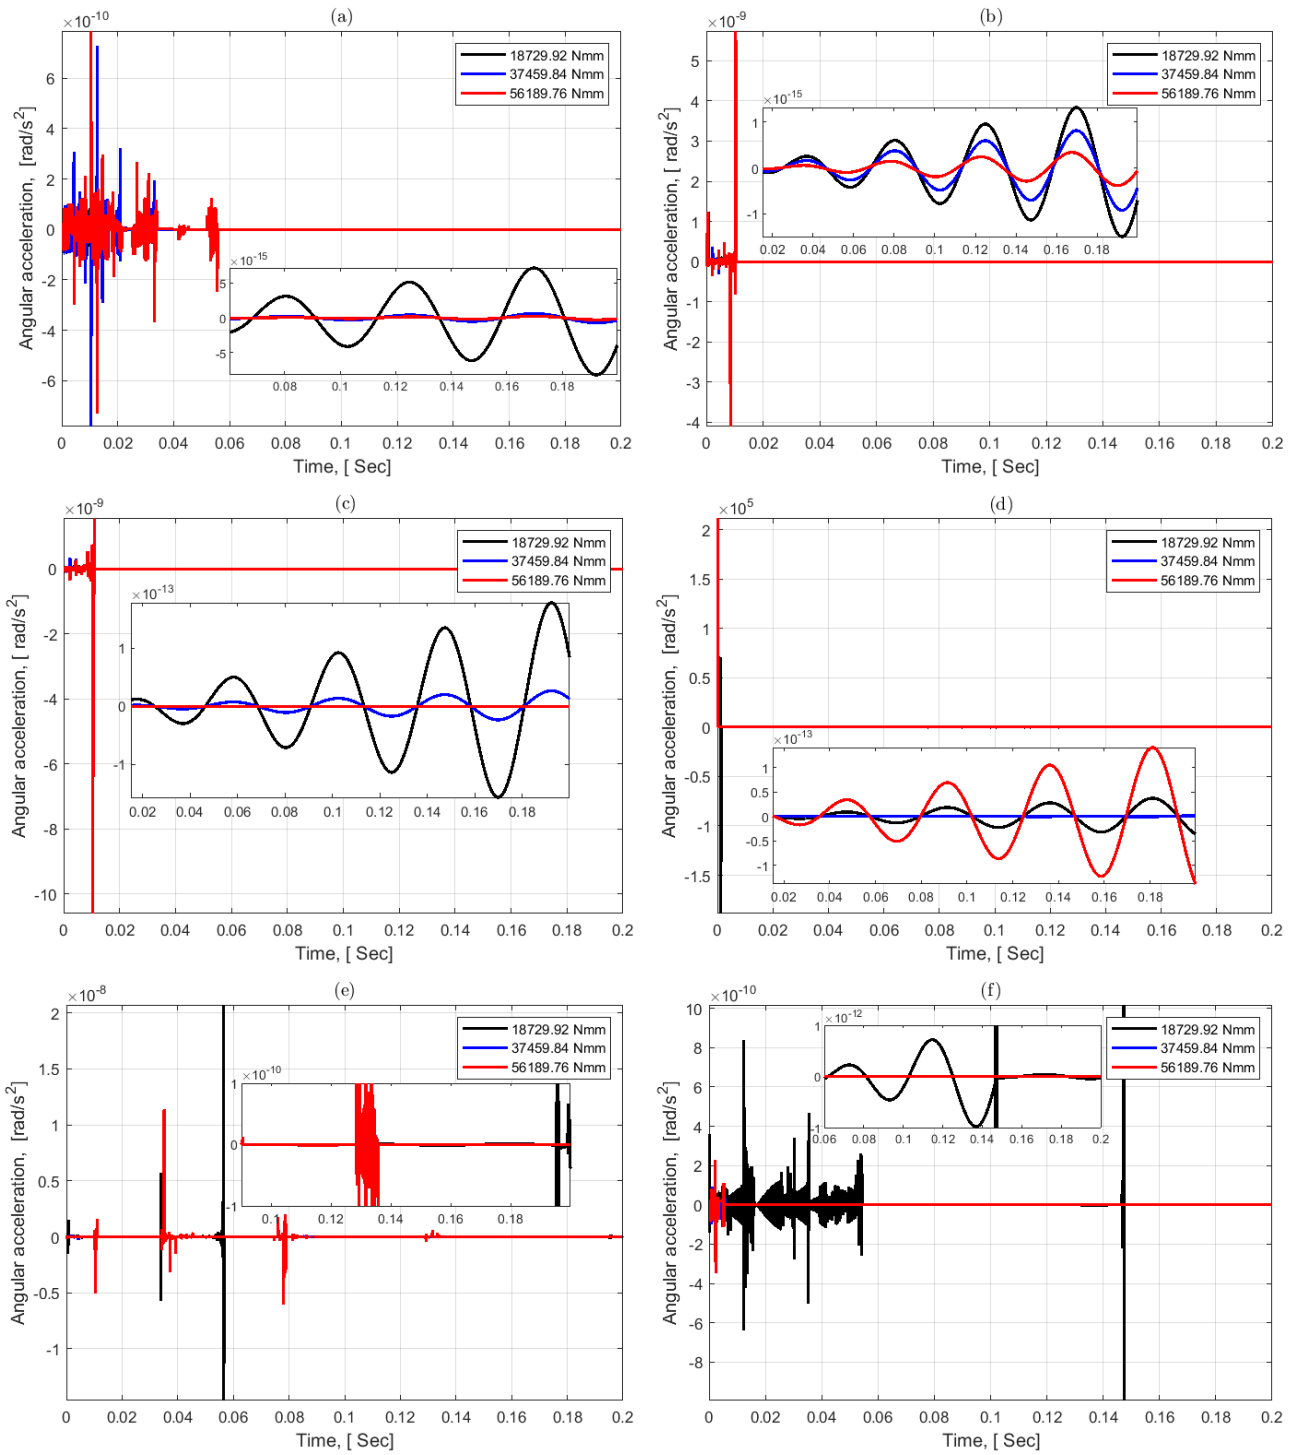 (a)
×10-10
6
4
2
0
-2
-4
-6
Angular acceleration, [rad/s2]
18729.92 Nmm
37459.84 Nmm
56189.76 Nmm
×10-15
5
0
-5
0.08 0.1 0.12 0.14 0.16 0.18
0 0.02 0.04 0.06 0.08 0.1 0.12 0.14 0.16 0.18 0.2
Time, [ Sec]
(b)
×10-9
5
4
3
2
1
0
-1
-2
-3
-4
Angular acceleration, [ rad/s2]
18729.92 Nmm
37459.84 Nmm
56189.76 Nmm
×10-15
1
0
-1
0.02 0.04 0.06 0.08 0.1 0.12 0.14 0.16 0.18
0 0.02 0.04 0.06 0.08 0.1 0.12 0.14 0.16 0.18 0.2
Time, [ Sec]
(c)
×10-9
0
-2
-4
-6
-8
-10
Angular acceleration, [ rad/s2]
18729.92 Nmm
37459.84 Nmm
56189.76 Nmm
×10-13
1
0
-1
0.02 0.04 0.06 0.08 0.1 0.12 0.14 0.16 0.18
0 0.02 0.04 0.06 0.08 0.1 0.12 0.14 0.16 0.18 0.2
Time, [ Sec]
(d)
×105
2
1.5
1
0.5
0
-0.5
-1
-1.5
Angular acceleration, [rad/s2]
18729.92 Nmm
37459.84 Nmm
56189.76 Nmm
×10-13
1
0.5
0
-0.5
-1
0.02 0.04 0.06 0.08 0.1 0.12 0.14 0.16 0.18
0 0.02 0.04 0.06 0.08 0.1 0.12 0.14 0.16 0.18 0.2
Time, [ Sec]
(e)
×10-8
2
1.5
1
0.5
0
-0.5
-1
Angular acceleration, [rad/s2]
18729.92 Nmm
37459.84 Nmm
56189.76 Nmm
×10-10
1
0
-1
0.1 0.12 0.14 0.16 0.18
0 0.02 0.04 0.06 0.08 0.1 0.12 0.14 0.16 0.18 0.2
Time, [ Sec]
(f)
×10-10
10
8
6
4
2
0
-2
-4
-6
-8
Angular acceleration, [rad/s2]
18729.92 Nmm
37459.84 Nmm
56189.76 Nmm
×10-12
1
0
-1
0.06 0.08 0.1 0.12 0.14 0.16 0.18 0.2
0 0.02 0.04 0.06 0.08 0.1 0.12 0.14 0.16 0.18 0.2
Time, [ Sec]